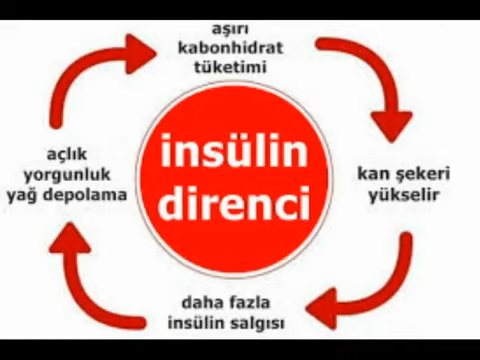 aşırı
kabonhidrat
tüketimi
kan şekeri
yükselir
daha fazla
insülin salgısı
açlık
yorgunluk
yağ depolama
insülin
direnci